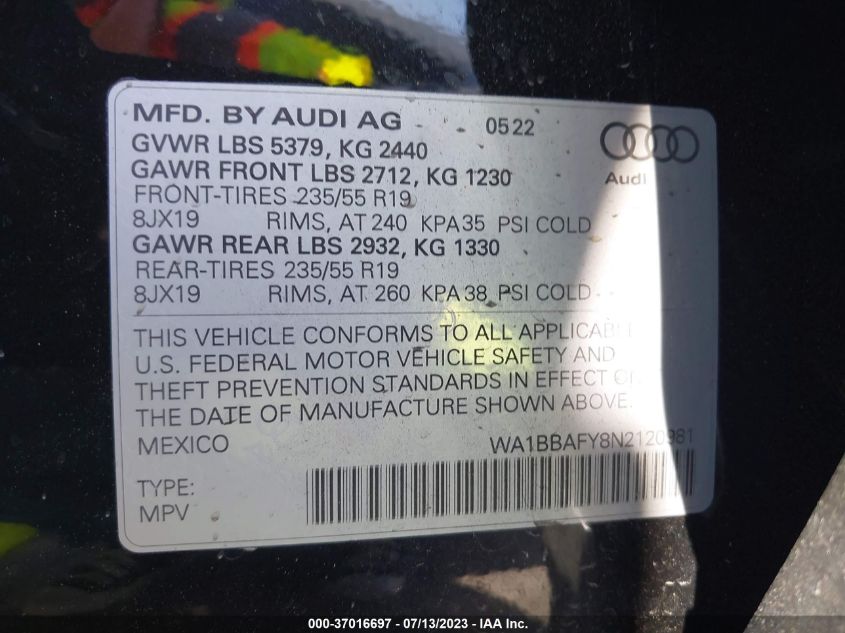 MFD. BY AUDI AG 0522
GVWR LBS 5379, KG 2440
GAWR FRONT LBS 2712, KG 1230
Audi
FRONT-TIRES 235/55 R19
8JX19 RIMS, AT 240 KPA35 PSI COLD
GAWR REAR LBS 2932, KG 1330
REAR-TIRES 235/55 R19
8JX19 RIMS, AT 260 KPA38 PSI COLD
THIS VEHICLE CONFORMS TO ALL APPLICABLE
U.S. FEDERAL MOTOR VEHICLE SAFETY AND
THEFT PREVENTION STANDARDS IN EFFECT ON
THE DATE OF MANUFACTURE SHOWN ABOVE.
MEXICO WA1BBAFY8N2120981
TYPE:
MPV
000-37016697 - 07/13/2023 - IAA Inc.